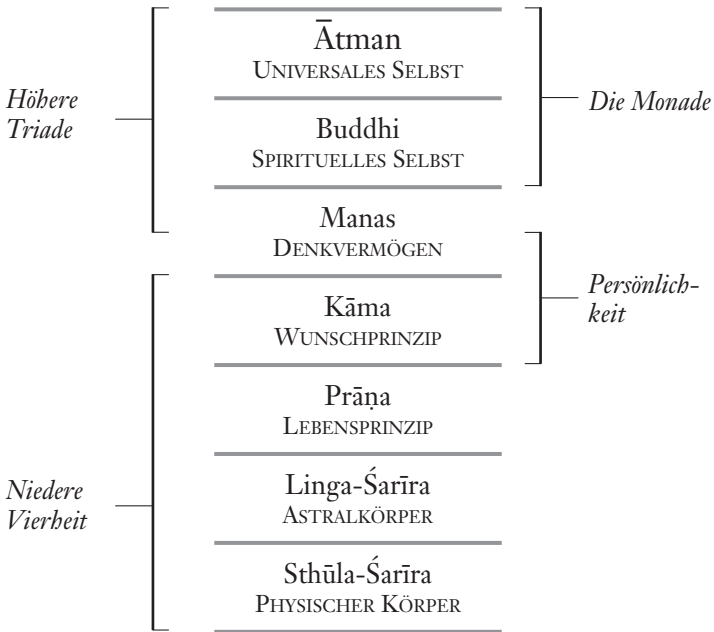 Ātman
UNIVERSALES SELBST
Höhere
Triade
Die Monade
Buddhi
SPIRITUELLES SELBST
Manas
DENKVERMÖGEN
Persönlich-
keit
Kāma
WUNSCHPRINZIP
Prāṇa
LEBENSPRINZIP
Niedere
Vierheit
Linga-Śarīra
ASTRALKÖRPER
Sthūla-Śarīra
PHYSISCHER KÖRPER